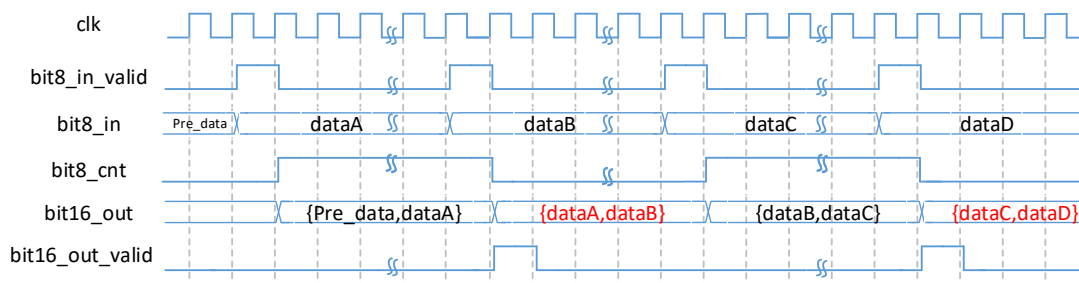 clk
bit8_in_valid
bit8_in Pre_data dataA dataB dataC dataD
bit8_cnt
bit16_out {Pre_data,dataA} {dataA,dataB} {dataB,dataC} {dataC,dataD}
bit16_out_valid